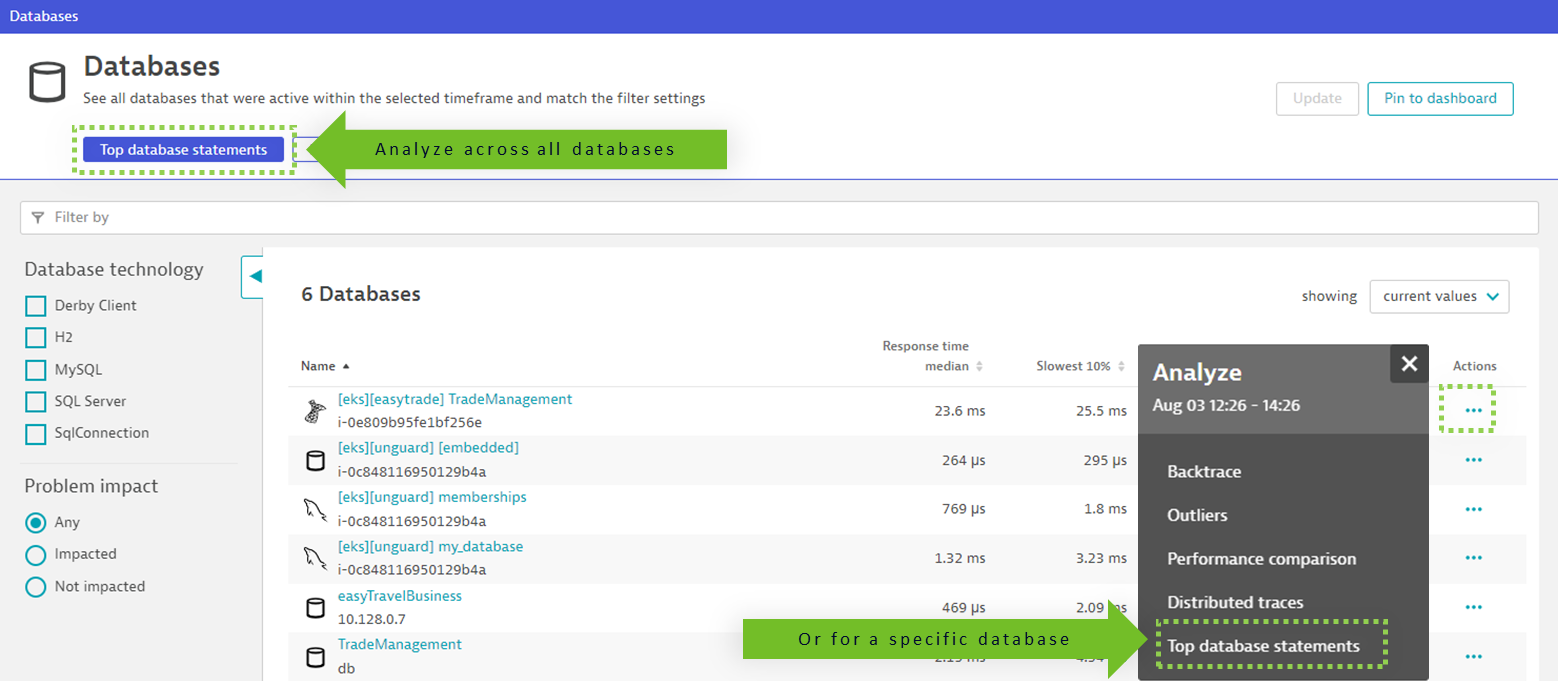 Databases
Databases
See all databases that were active within the selected timeframe and match the filter settings
Update
Pin to dashboard
Top database statements
Analyze across all databases
Filter by
Database technology
Derby Client
H2
MySQL
SQL Server
SqlConnection
Problem impact
Any
Impacted
Not impacted
6 Databases
showing
current values
Name
Response time
median
Slowest 10%
Actions
[eks][easytrade] TradeManagement
i-0e809b95fe1bf256e
23.6 ms
25.5 ms
[eks][unguard] [embedded]
i-0c848116950129b4a
264 µs
295 µs
[eks][unguard] memberships
i-0c848116950129b4a
769 µs
1.8 ms
[eks][unguard] my_database
i-0c848116950129b4a
1.32 ms
3.23 ms
easyTravelBusiness
10.128.0.7
469 µs
2.09
TradeManagement
db
Or for a specific database
Analyze
Aug 03 12:26 - 14:26
Backtrace
Outliers
Performance comparison
Distributed traces
Top database statements